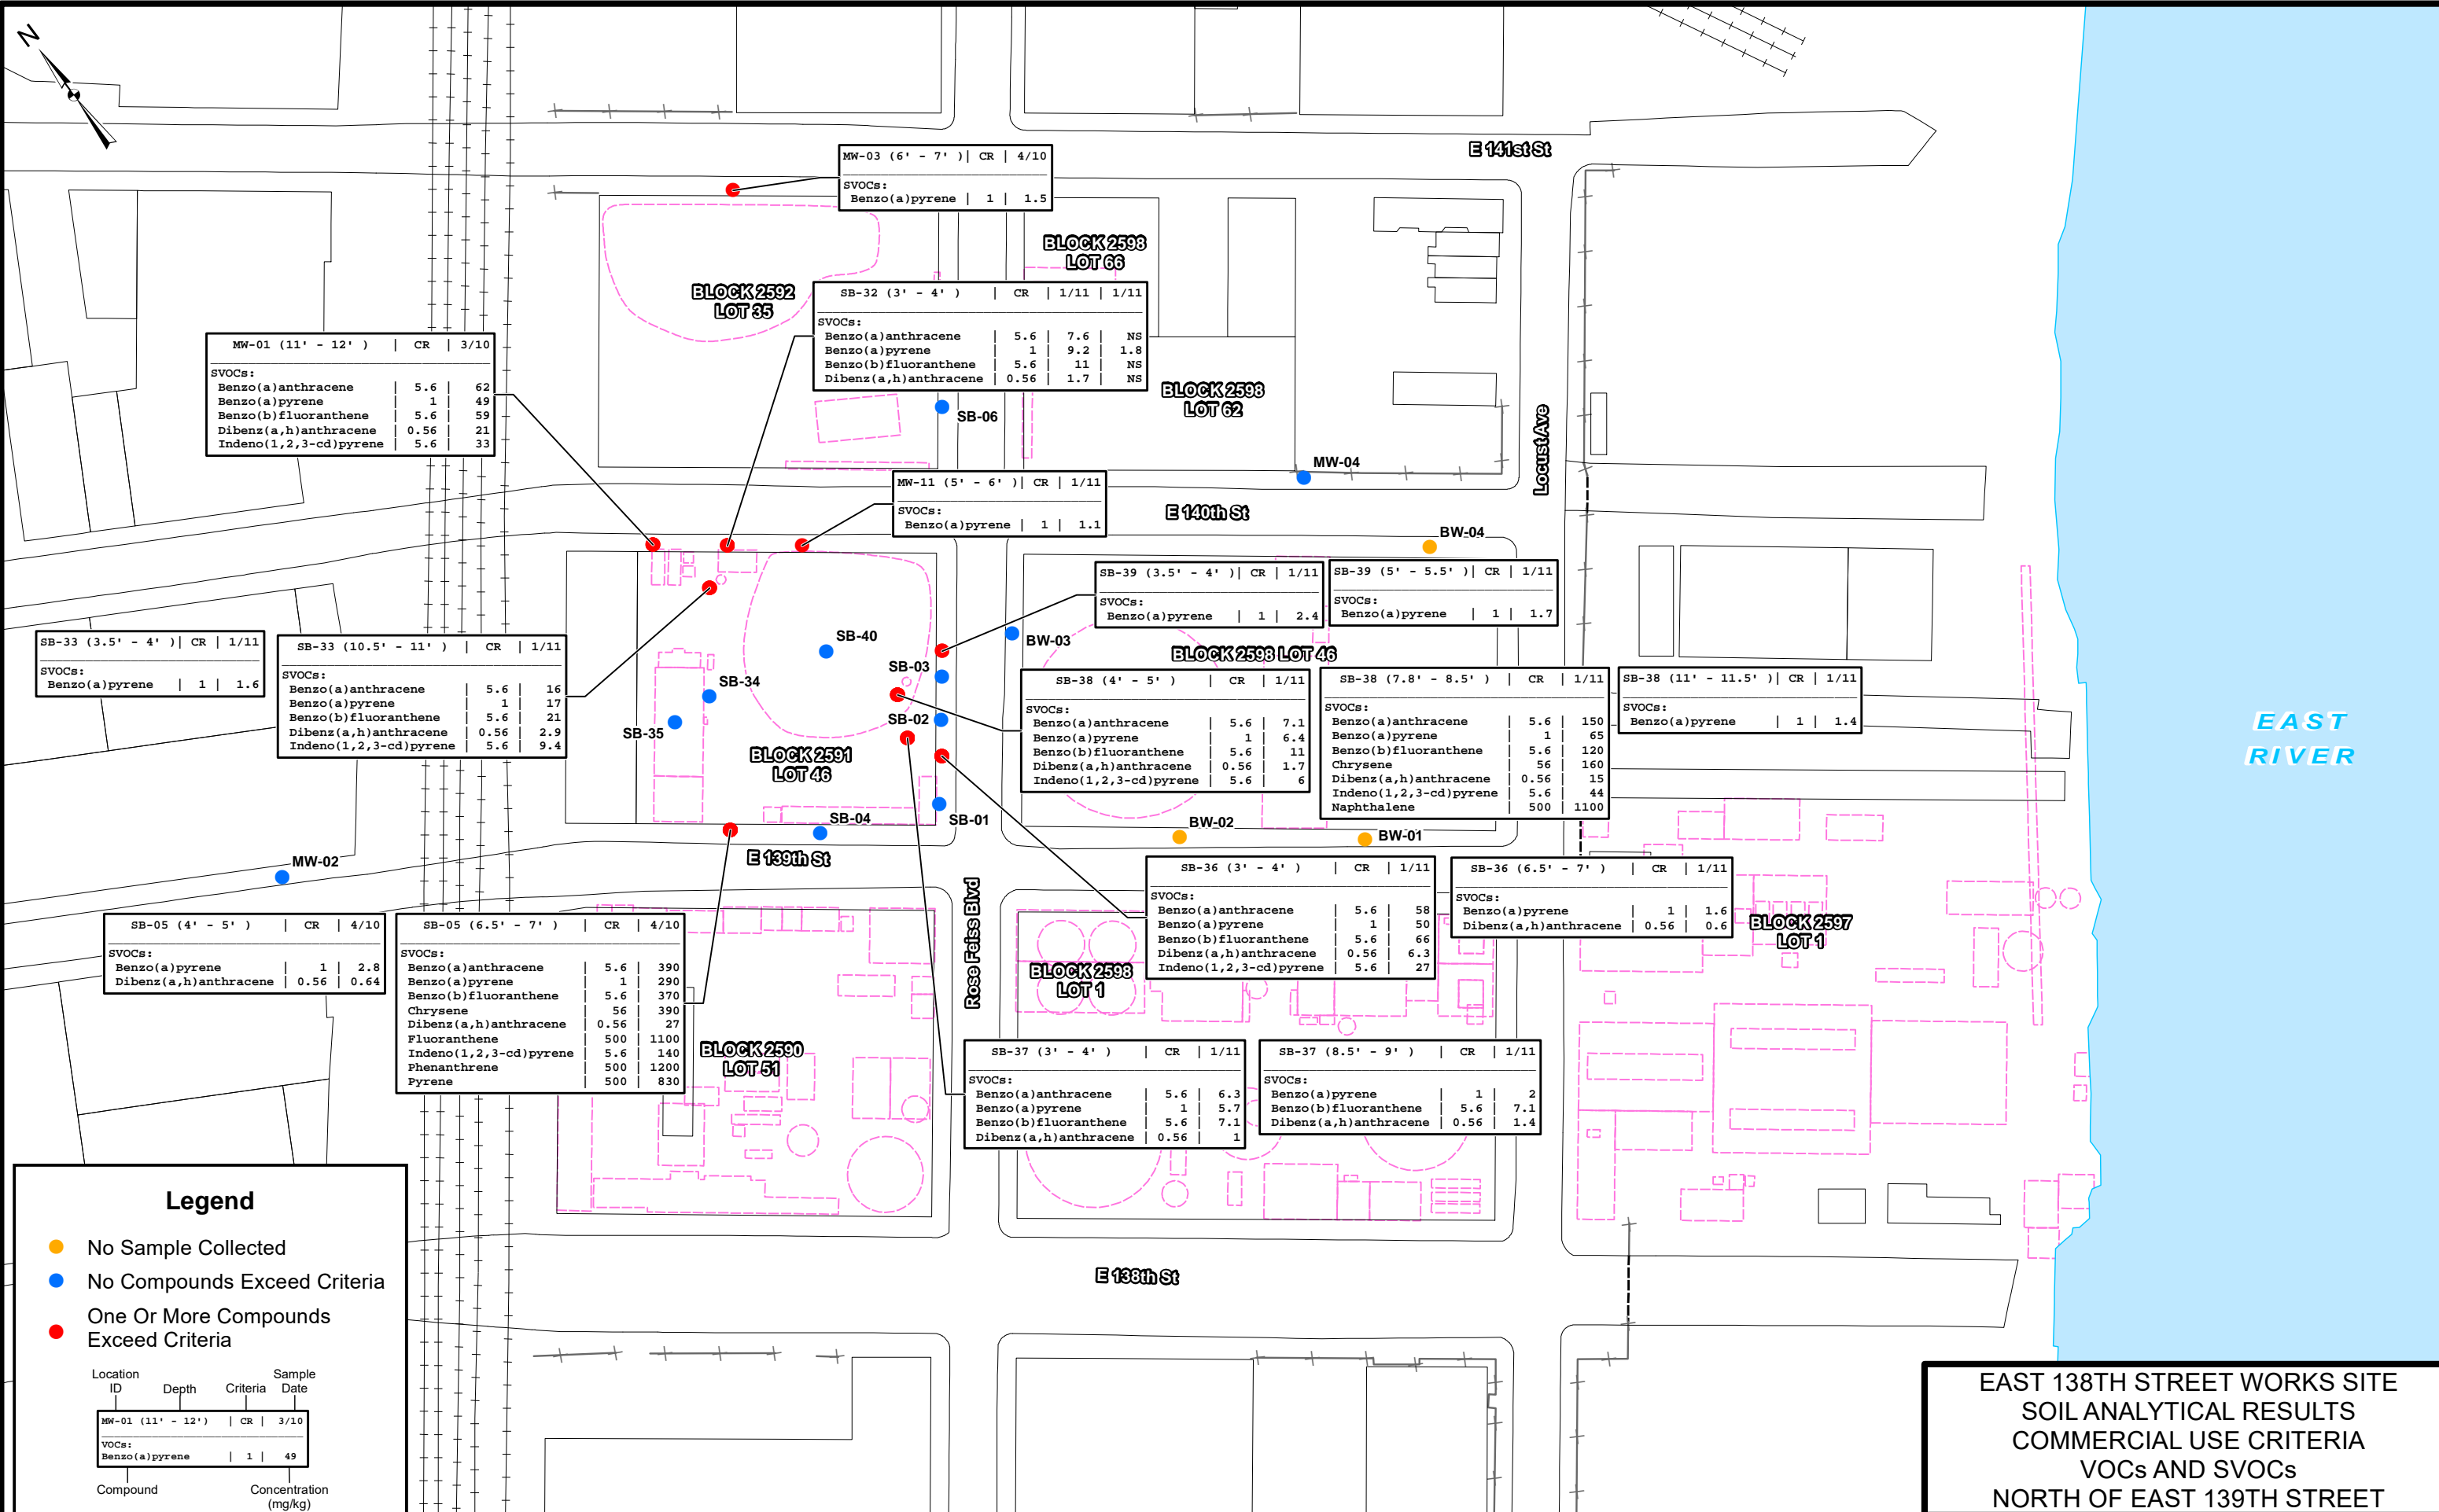 N
E 141st St
MW-03 (6' - 7' )| CR | 4/10
SVOCs:
Benzo(a)pyrene | 1 | 1.5
BLOCK 2598
LOT 66
BLOCK 2592
LOT 35
SB-32 (3' - 4' ) | CR | 1/11 | 1/11
SVOCs:
Benzo(a)anthracene | 5.6 | 7.6 | NS
Benzo(a)pyrene | 1 | 9.2 | 1.8
Benzo(b)fluoranthene | 5.6 | 11 | NS
Dibenz(a,h)anthracene | 0.56 | 1.7 | NS
MW-01 (11' - 12' ) | CR | 3/10
SVOCs:
Benzo(a)anthracene | 5.6 | 62
Benzo(a)pyrene | 1 | 49
Benzo(b)fluoranthene | 5.6 | 59
Dibenz(a,h)anthracene | 0.56 | 21
Indeno(1,2,3-cd)pyrene | 5.6 | 33
BLOCK 2598
LOT 62
SB-06
Locust Ave
MW-04
MW-11 (5' - 6' )| CR | 1/11
SVOCs:
Benzo(a)pyrene | 1 | 1.1
E 140th St
BW-04
SB-39 (3.5' - 4' )| CR | 1/11
SVOCs:
Benzo(a)pyrene | 1 | 2.4
SB-39 (5' - 5.5' )| CR | 1/11
SVOCs:
Benzo(a)pyrene | 1 | 1.7
SB-33 (3.5' - 4' )| CR | 1/11
SVOCs:
Benzo(a)pyrene | 1 | 1.6
SB-33 (10.5' - 11' ) | CR | 1/11
SVOCs:
Benzo(a)anthracene | 5.6 | 16
Benzo(a)pyrene | 1 | 17
Benzo(b)fluoranthene | 5.6 | 21
Dibenz(a,h)anthracene | 0.56 | 2.9
Indeno(1,2,3-cd)pyrene | 5.6 | 9.4
SB-40
BW-03
SB-03
BLOCK 2598 LOT 46
SB-34
SB-35
SB-02
BLOCK 2591
LOT 46
SB-38 (4' - 5' ) | CR | 1/11
SVOCs:
Benzo(a)anthracene | 5.6 | 7.1
Benzo(a)pyrene | 1 | 6.4
Benzo(b)fluoranthene | 5.6 | 11
Dibenz(a,h)anthracene | 0.56 | 1.7
Indeno(1,2,3-cd)pyrene | 5.6 | 6
SB-38 (7.8' - 8.5' ) | CR | 1/11
SVOCs:
Benzo(a)anthracene | 5.6 | 150
Benzo(a)pyrene | 1 | 65
Benzo(b)fluoranthene | 5.6 | 120
Chrysene | 56 | 160
Dibenz(a,h)anthracene | 0.56 | 15
Indeno(1,2,3-cd)pyrene | 5.6 | 44
Naphthalene | 500 | 1100
SB-38 (11' - 11.5' )| CR | 1/11
SVOCs:
Benzo(a)pyrene | 1 | 1.4
EAST
RIVER
SB-01
SB-04
BW-02
BW-01
E 139th St
MW-02
SB-36 (3' - 4' ) | CR | 1/11
SVOCs:
Benzo(a)anthracene | 5.6 | 58
Benzo(a)pyrene | 1 | 50
Benzo(b)fluoranthene | 5.6 | 66
Dibenz(a,h)anthracene | 0.56 | 6.3
Indeno(1,2,3-cd)pyrene | 5.6 | 27
SB-36 (6.5' - 7' ) | CR | 1/11
SVOCs:
Benzo(a)pyrene | 1 | 1.6
Dibenz(a,h)anthracene | 0.56 | 0.6
BLOCK 2597
LOT 1
SB-05 (4' - 5' ) | CR | 4/10
SVOCs:
Benzo(a)pyrene | 1 | 2.8
Dibenz(a,h)anthracene | 0.56 | 0.64
SB-05 (6.5' - 7' ) | CR | 4/10
SVOCs:
Benzo(a)anthracene | 5.6 | 390
Benzo(a)pyrene | 1 | 290
Benzo(b)fluoranthene | 5.6 | 370
Chrysene | 56 | 390
Dibenz(a,h)anthracene | 0.56 | 27
Fluoranthene | 500 | 1100
Indeno(1,2,3-cd)pyrene | 5.6 | 140
Phenanthrene | 500 | 1200
Pyrene | 500 | 830
Rose Feiss Blvd
BLOCK 2598
LOT 1
BLOCK 2590
LOT 51
SB-37 (3' - 4' ) | CR | 1/11
SVOCs:
Benzo(a)anthracene | 5.6 | 6.3
Benzo(a)pyrene | 1 | 5.7
Benzo(b)fluoranthene | 5.6 | 7.1
Dibenz(a,h)anthracene | 0.56 | 1
SB-37 (8.5' - 9' ) | CR | 1/11
SVOCs:
Benzo(a)pyrene | 1 | 2
Benzo(b)fluoranthene | 5.6 | 7.1
Dibenz(a,h)anthracene | 0.56 | 1.4
E 138th St
Legend
No Sample Collected
No Compounds Exceed Criteria
One Or More Compounds
Exceed Criteria
Location ID
Depth
Criteria
Sample Date
MW-01 (11' - 12') | CR | 3/10
VOCs:
Benzo(a)pyrene | 1 | 49
Compound
Concentration
(mg/kg)
EAST 138TH STREET WORKS SITE
SOIL ANALYTICAL RESULTS
COMMERCIAL USE CRITERIA
VOCs AND SVOCs
NORTH OF EAST 139TH STREET